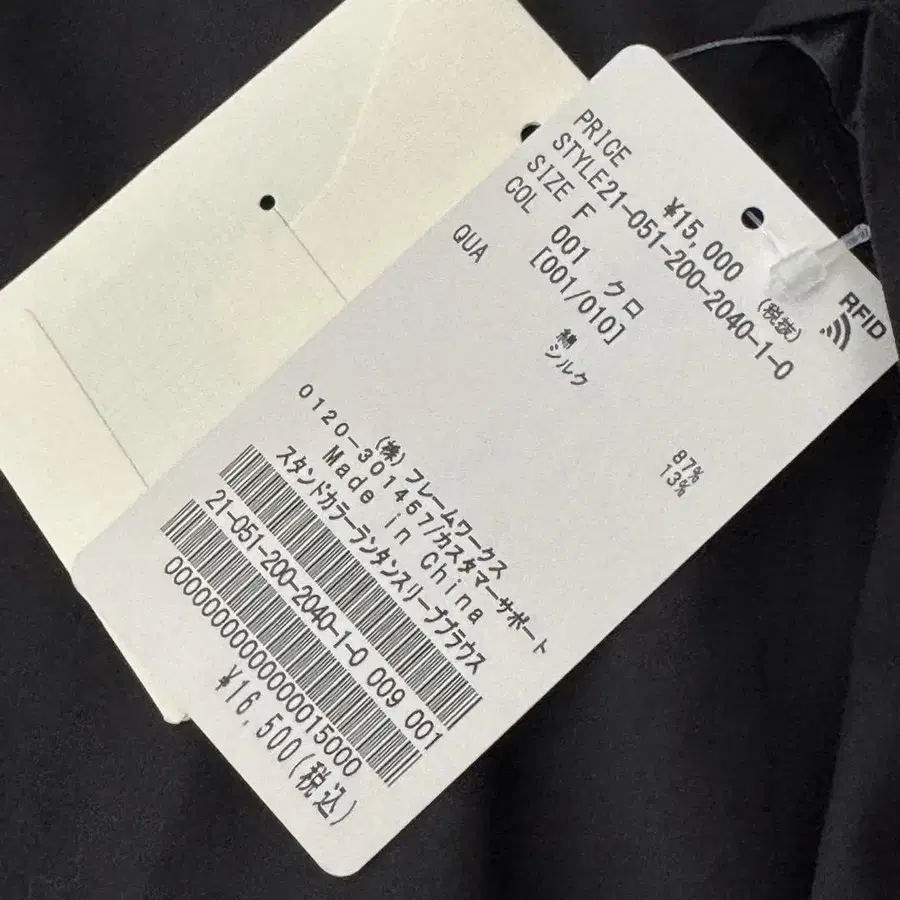 PRICE ¥15,000 (税抜)
STYLE21-051-200-2040-1-0
SIZE F
COL 001 クロ
[001/010]
QUA 綿 87%
シルク 13%
RFID
(株)フレームワークス
0120-301457/カスタマーサポート
Made in China
スタンドカラーランタンスリーブブラウス
21-051-200-2040-1-0 009 001
0000000000000015000
¥16,500(税込)